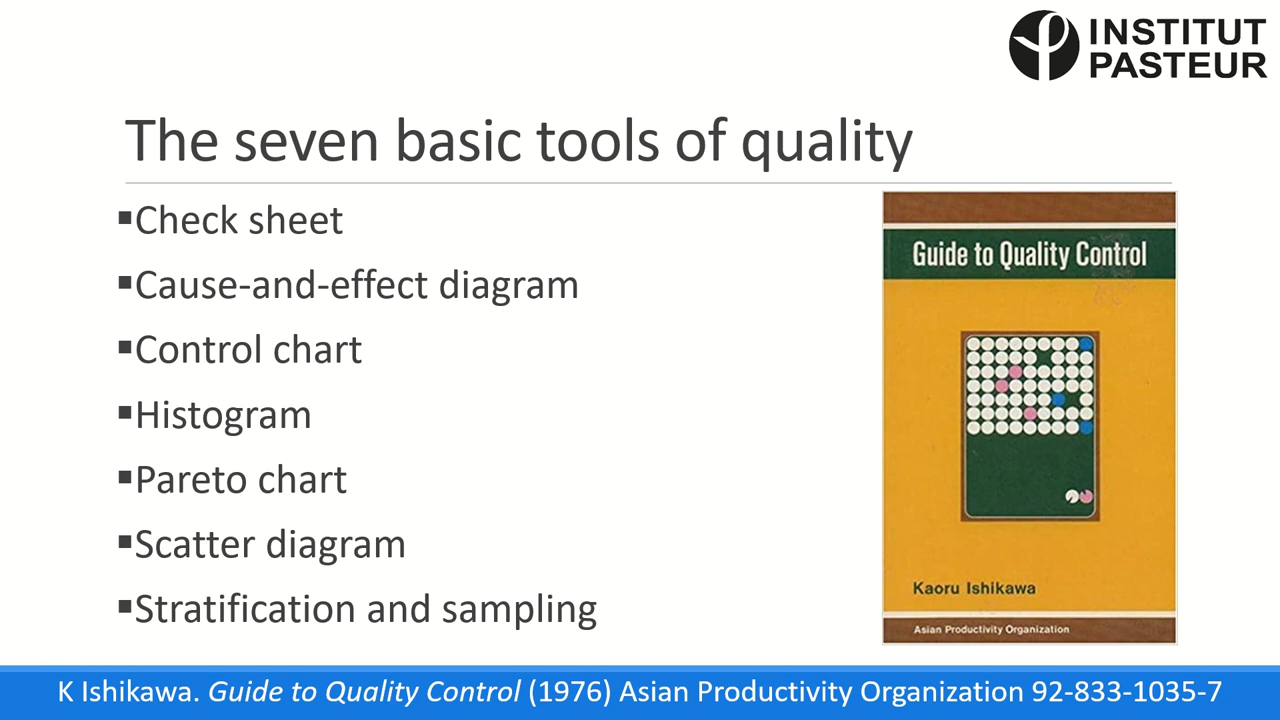 INSTITUT
PASTEUR
The seven basic tools of quality
▪Check sheet
▪Cause-and-effect diagram
▪Control chart
▪Histogram
▪Pareto chart
▪Scatter diagram
▪Stratification and sampling
Guide to Quality Control
Kaoru Ishikawa
Asian Productivity Organization
K Ishikawa. Guide to Quality Control (1976) Asian Productivity Organization 92-833-1035-7